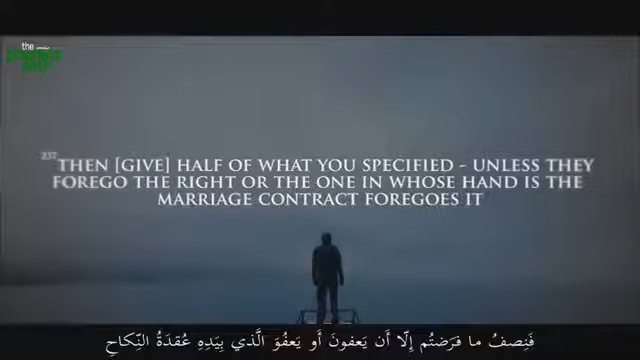 the
237 THEN [GIVE] HALF OF WHAT YOU SPECIFIED - UNLESS THEY
FOREGO THE RIGHT OR THE ONE IN WHOSE HAND IS THE
MARRIAGE CONTRACT FOREGOES IT
فَنِصفُ ما فَرَضتُم إِلّا أَن يَعفونَ أَو يَعفُوَ الَّذي بِيَدِهِ عُقدَةُ النِّكاحِ